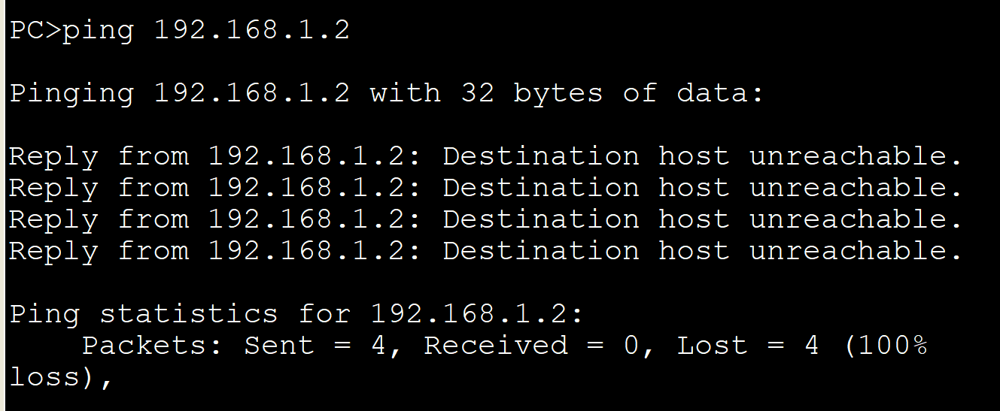 PC>ping 192.168.1.2
Pinging 192.168.1.2 with 32 bytes of data:
Reply from 192.168.1.2: Destination host unreachable.
Reply from 192.168.1.2: Destination host unreachable.
Reply from 192.168.1.2: Destination host unreachable.
Reply from 192.168.1.2: Destination host unreachable.
Ping statistics for 192.168.1.2:
Packets: Sent = 4, Received = 0, Lost = 4 (100%
loss),